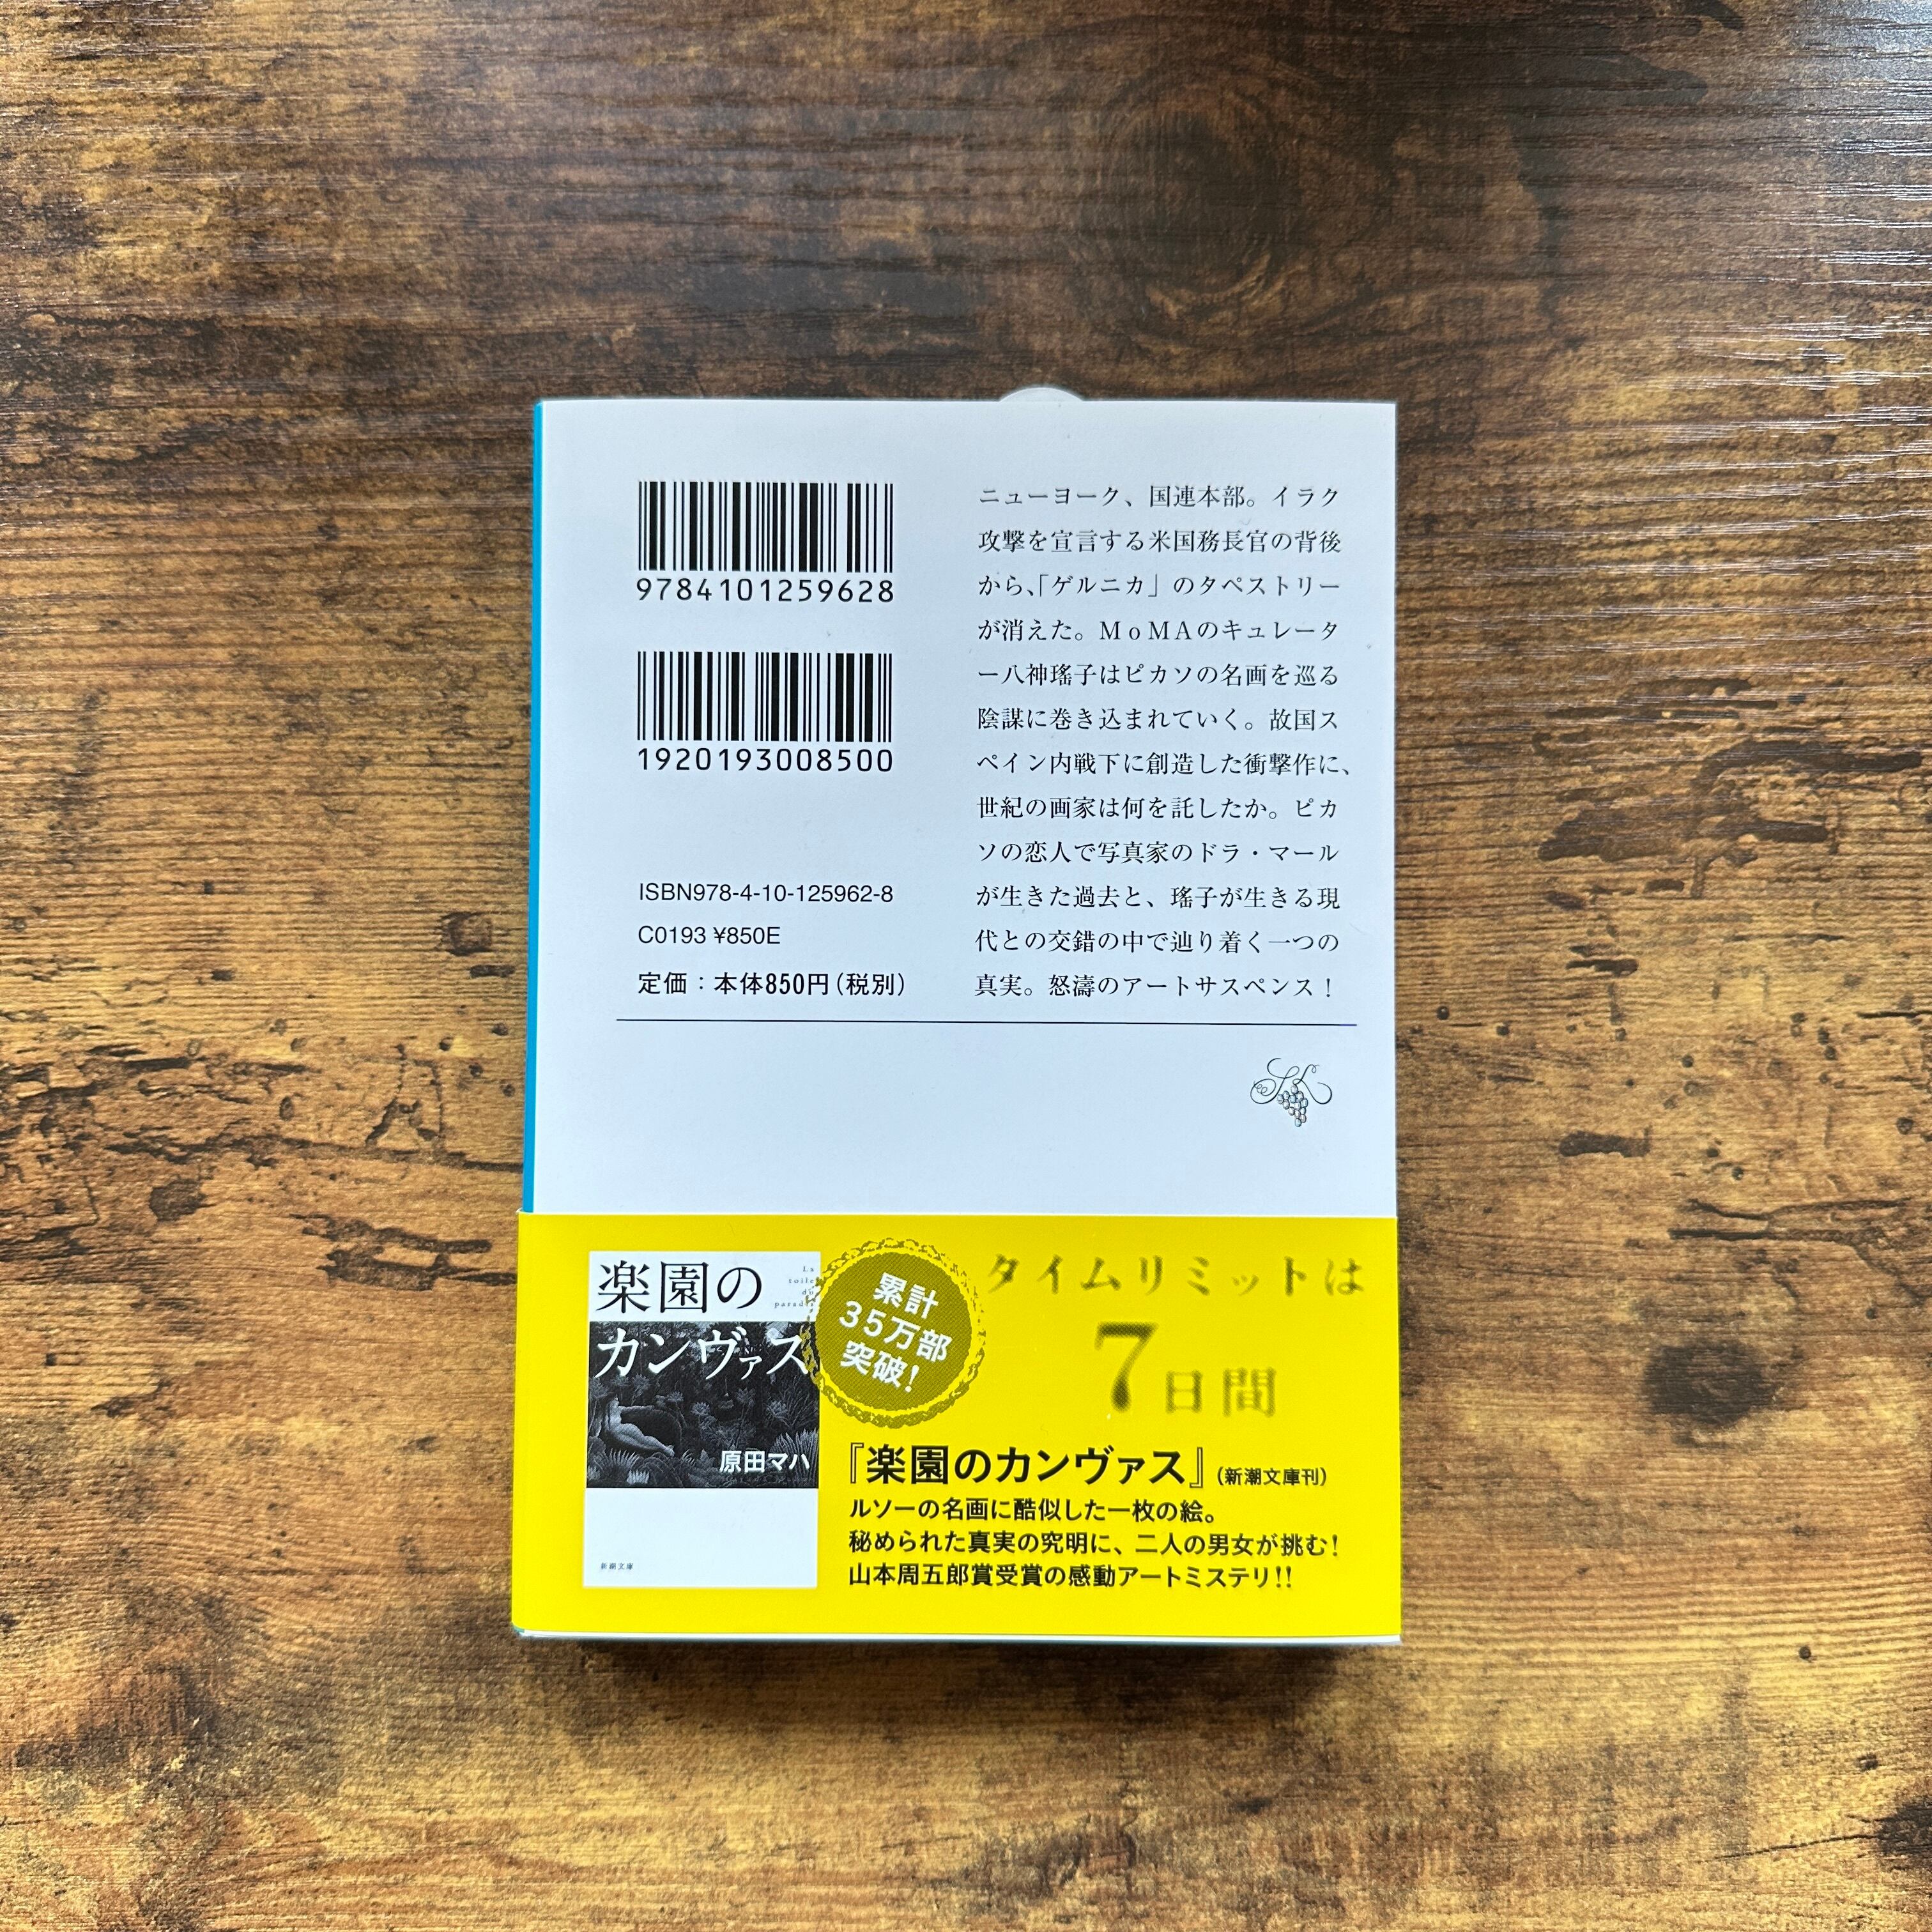 9784101259628
1920193008500
ISBN978-4-10-125962-8
C0193 ¥850E
定価：本体850円（税別）
ニューヨーク、国連本部。イラク
攻撃を宣言する米国務長官の背後
から、「ゲルニカ」のタペストリー
が消えた。ＭｏＭＡのキュレータ
ー八神瑤子はピカソの名画を巡る
陰謀に巻き込まれていく。故国ス
ペイン内戦下に創造した衝撃作に、
世紀の画家は何を託したか。ピカ
ソの恋人で写真家のドラ・マール
が生きた過去と、瑤子が生きる現
代との交錯の中で辿り着く一つの
真実。怒濤のアートサスペンス！
楽園の
カンヴァス
La
toile
du
parad
原田マハ
新潮文庫
累計
35万部
突破！
タイムリミットは
7日間
『楽園のカンヴァス』（新潮文庫刊）
ルソーの名画に酷似した一枚の絵。
秘められた真実の究明に、二人の男女が挑む！
山本周五郎賞受賞の感動アートミステリ！！